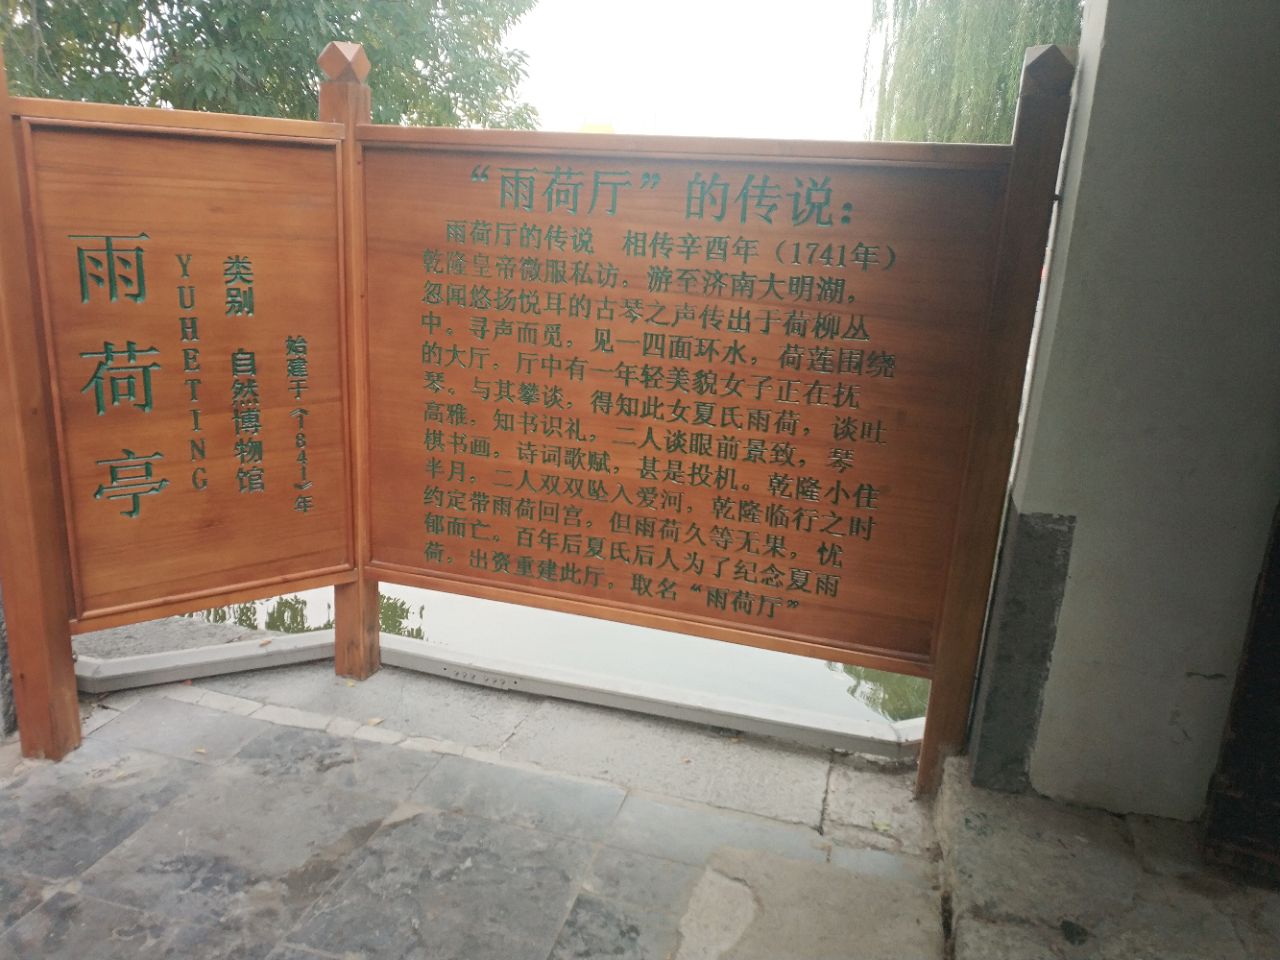 雨荷亭
YUHETING
类别 自然博物馆
始建于《1841》年
“雨荷厅”的传说：
雨荷厅的传说 相传辛酉年（1741年）
乾隆皇帝微服私访，游至济南大明湖，
忽闻悠扬悦耳的古琴之声传出于荷柳丛
中。寻声而觅，见一四面环水，荷莲围绕
的大厅，厅中有一年轻美貌女子正在抚
琴。与其攀谈，得知此女夏氏雨荷，谈吐
高雅，知书识礼，二人谈眼前景致，琴
棋书画，诗词歌赋，甚是投机。乾隆小住
半月，二人双双坠入爱河，乾隆临行之时
约定带雨荷回宫，但雨荷久等无果，忧
郁而亡。百年后夏氏后人为了纪念夏雨
荷，出资重建此厅，取名“雨荷厅”